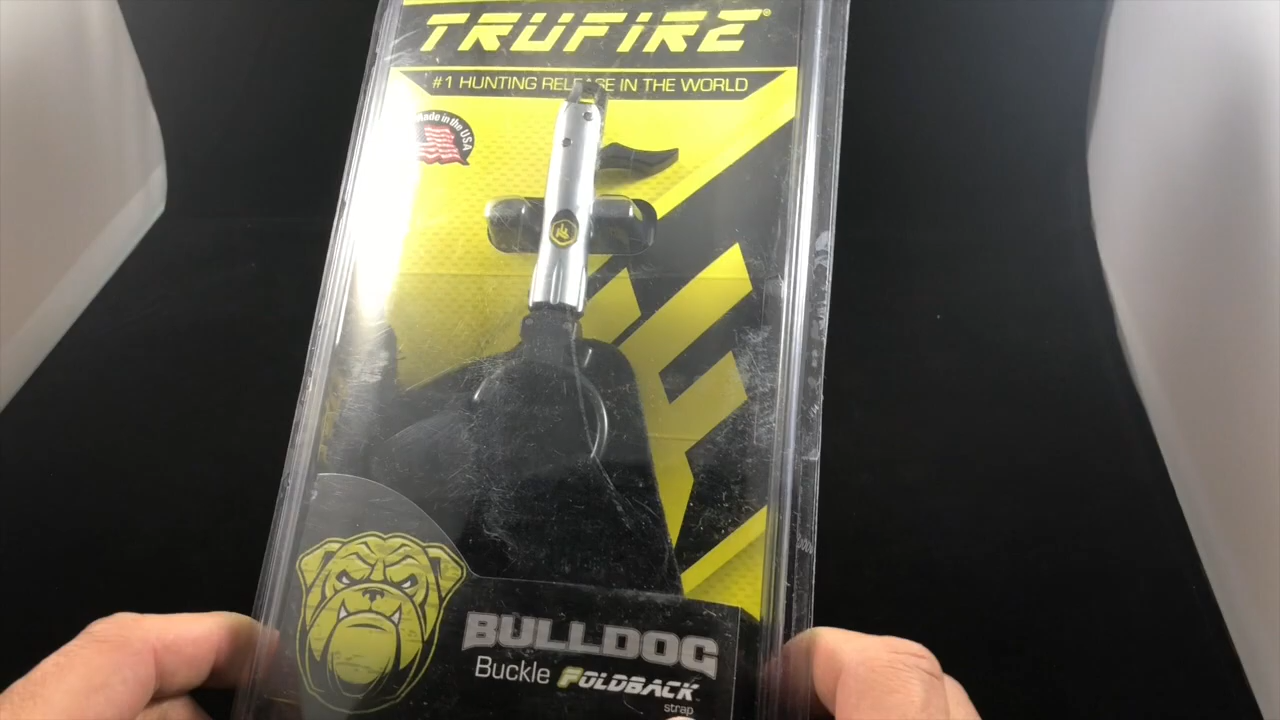 TRUFIRE®
#1 HUNTING RELEASE IN THE WORLD
Made in the USA
BULLDOG
Buckle FOLDBACK
strap